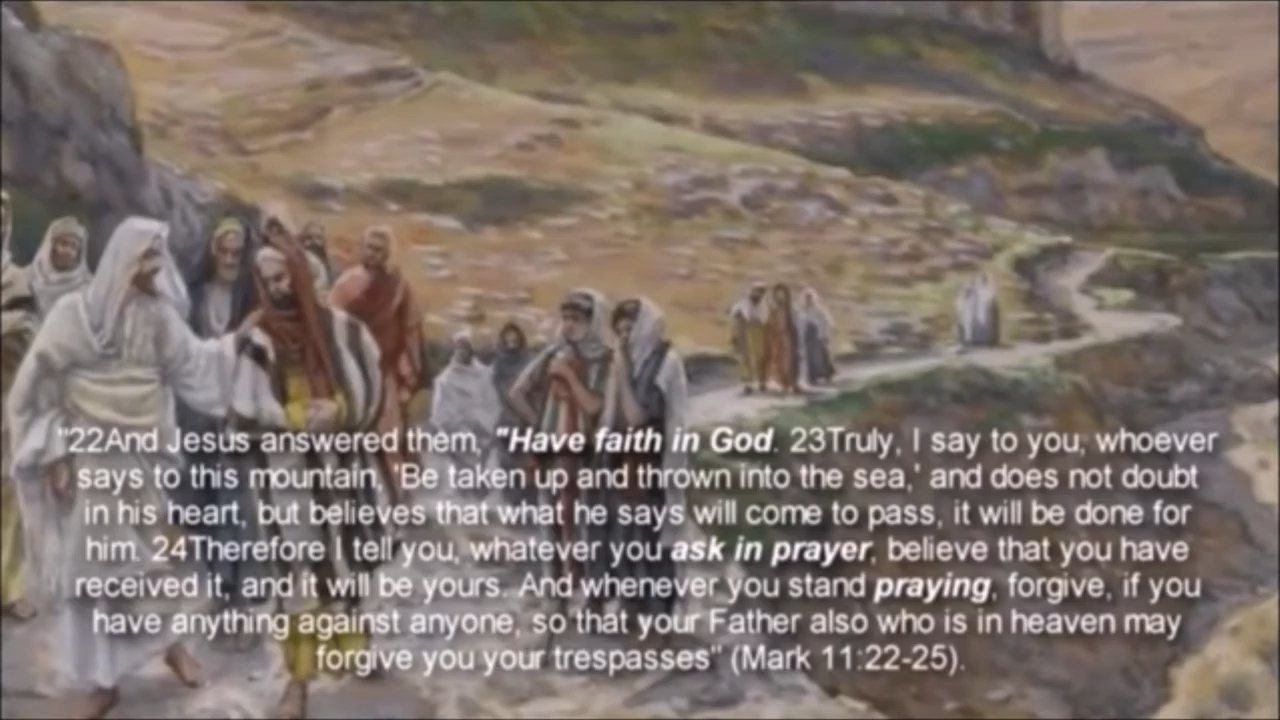 "22And Jesus answered them, "Have faith in God. 23Truly, I say to you, whoever
says to this mountain, 'Be taken up and thrown into the sea,' and does not doubt
in his heart, but believes that what he says will come to pass, it will be done for
him. 24Therefore I tell you, whatever you ask in prayer, believe that you have
received it, and it will be yours. And whenever you stand praying, forgive, if you
have anything against anyone, so that your Father also who is in heaven may
forgive you your trespasses" (Mark 11:22-25).